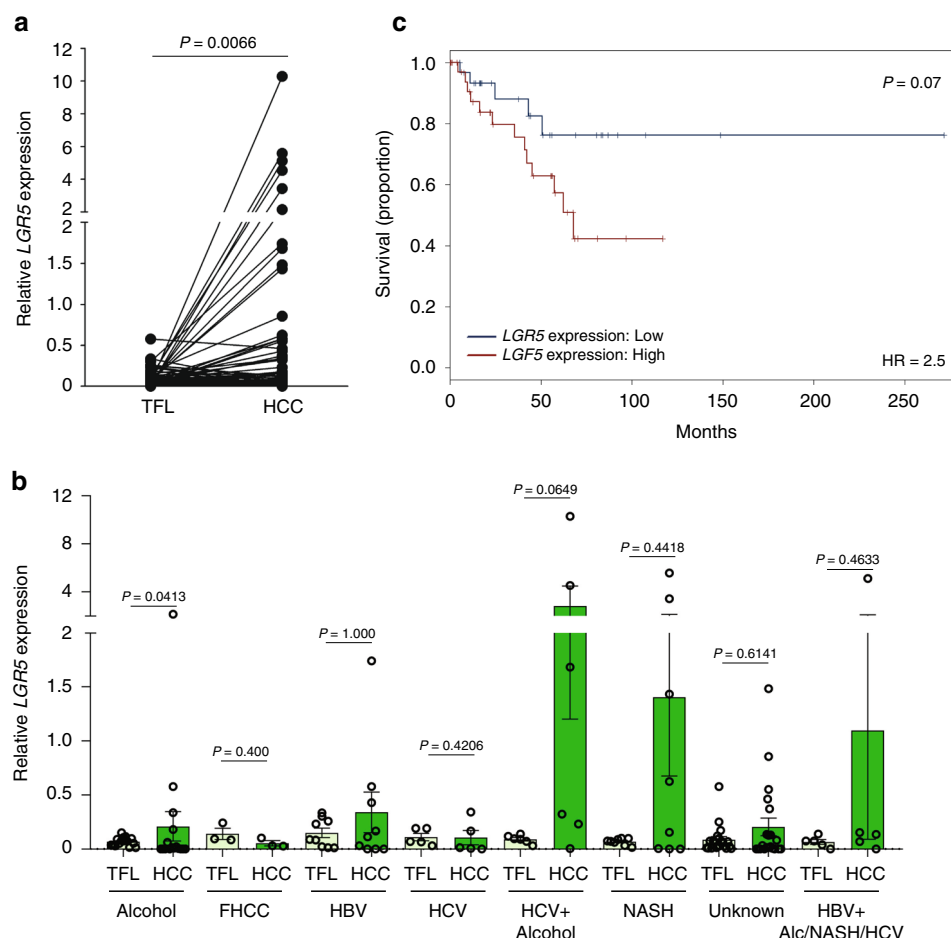 a
P = 0.0066
12
10
8
6
4
2
2
1.5
1.0
0.5
0
Relative LGR5 expression
TFL HCC
c
1.0
0.8
0.6
0.4
0.2
0.0
Survival (proportion)
P = 0.07
LGR5 expression: Low
LGF5 expression: High
HR = 2.5
0 50 100 150 200 250
Months
b
12
8
4
2
1.5
1.0
0.5
0
Relative LGR5 expression
P = 0.0413
P = 0.400
P = 1.000
P = 0.4206
P = 0.0649
P = 0.4418
P = 0.6141
P = 0.4633
TFL HCC TFL HCC TFL HCC TFL HCC TFL HCC TFL HCC TFL HCC TFL HCC
Alcohol FHCC HBV HCV HCV+ NASH Unknown HBV+
Alcohol Alc/NASH/HCV